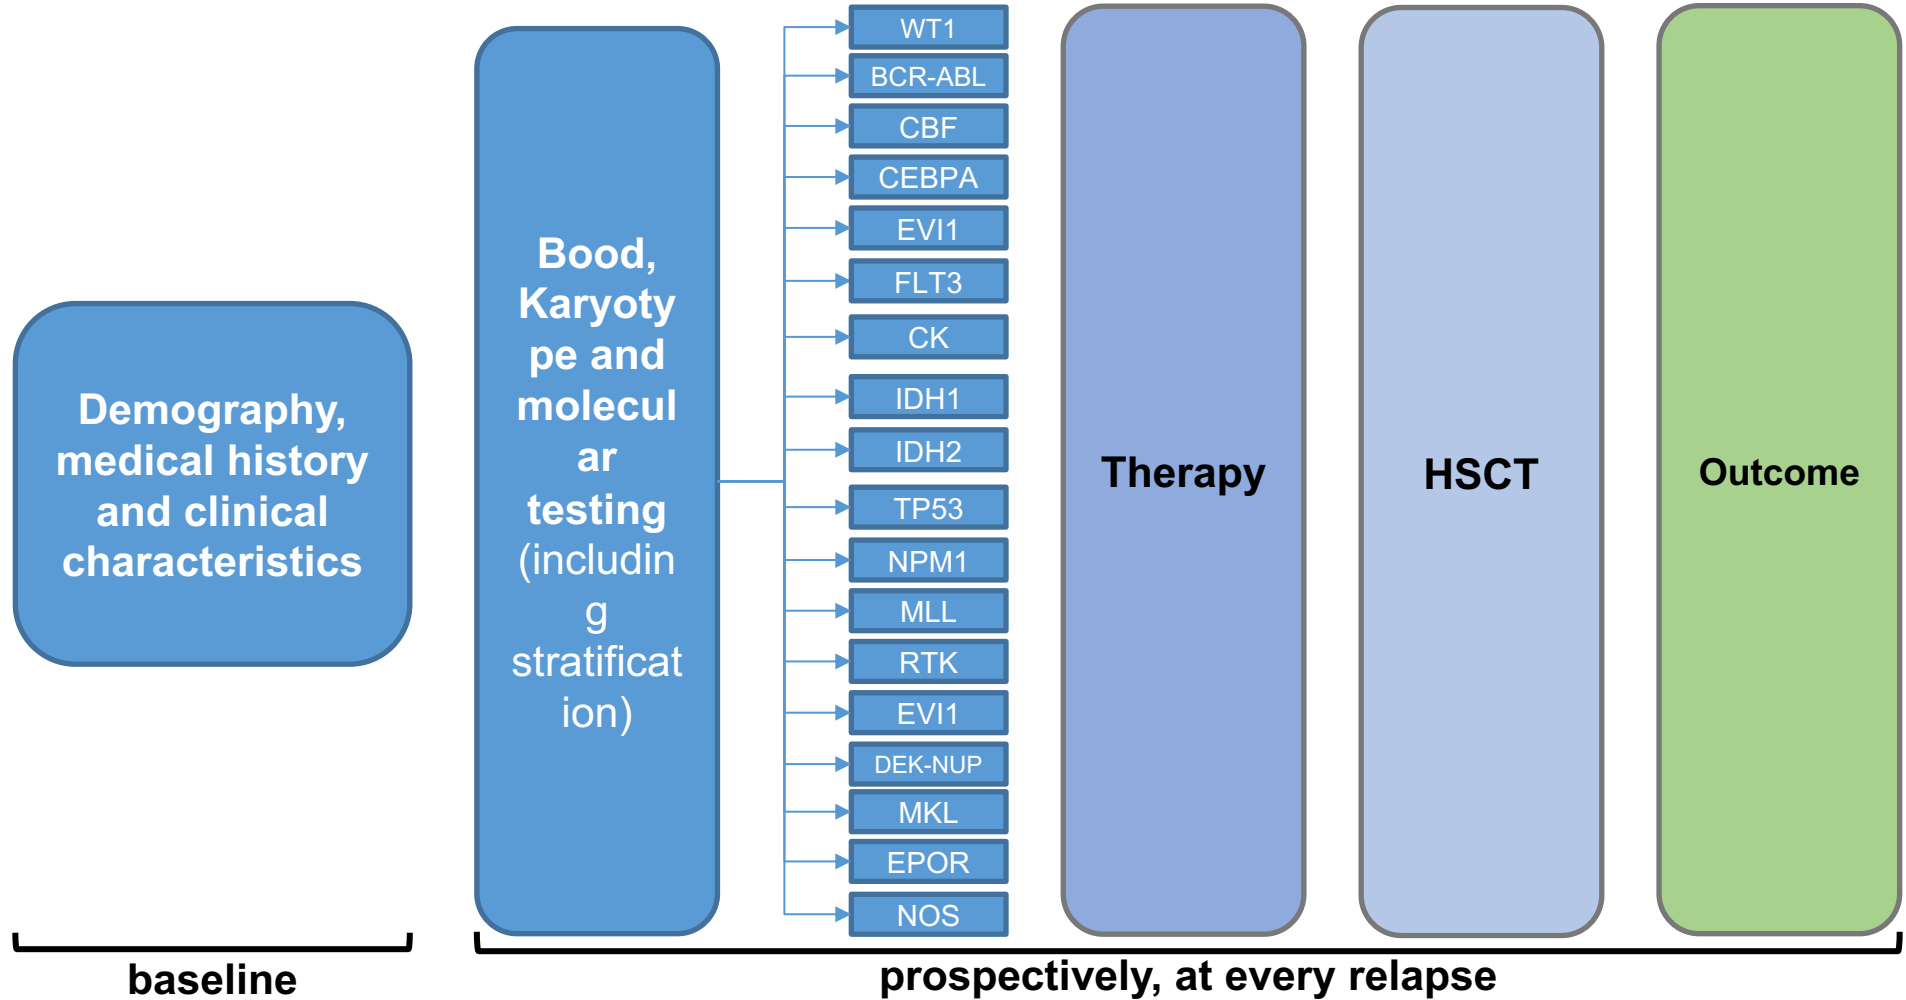 Demography,
medical history
and clinical
characteristics
baseline
Bood,
Karyoty
pe and
molecul
ar
testing
(includin
g
stratificat
ion)
WT1
BCR-ABL
CBF
CEBPA
EVI1
FLT3
CK
IDH1
IDH2
TP53
NPM1
MLL
RTK
EVI1
DEK-NUP
MKL
EPOR
NOS
Therapy
HSCT
Outcome
prospectively, at every relapse